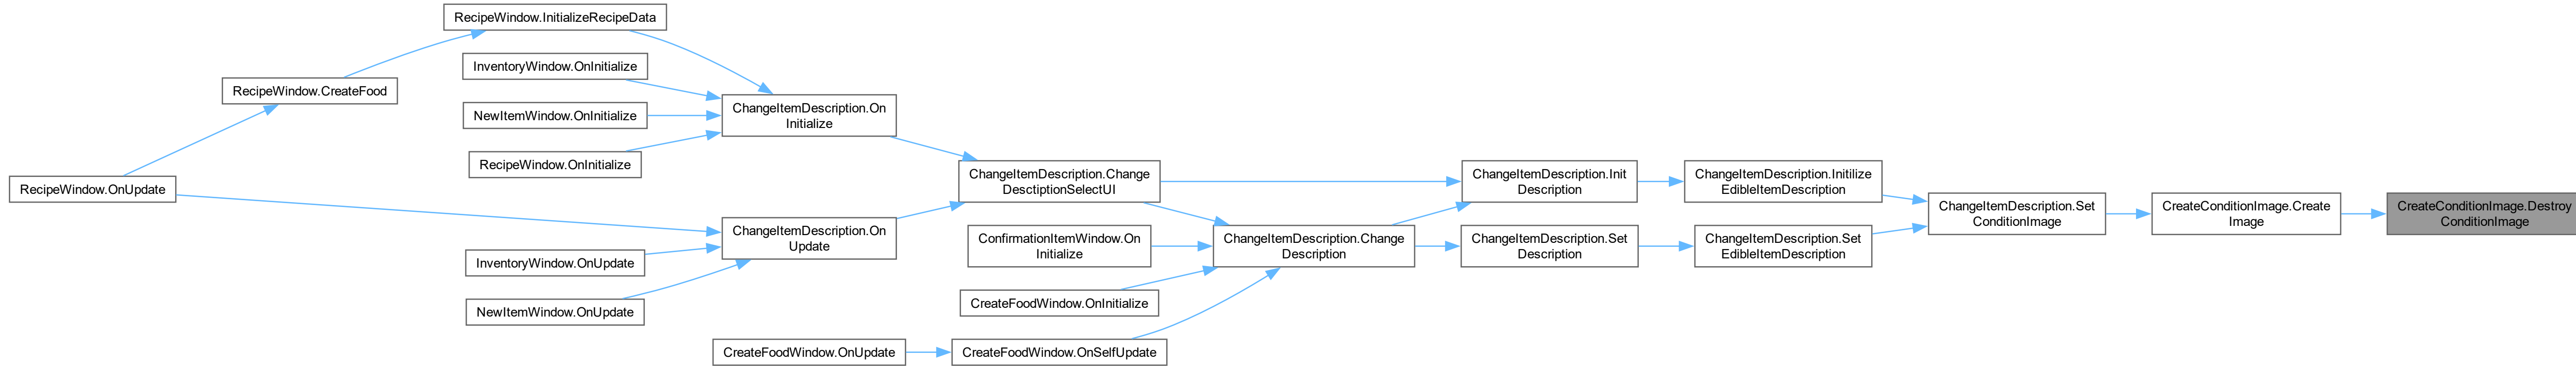 RecipeWindow.InitializeRecipeData
InventoryWindow.OnInitialize
RecipeWindow.CreateFood
NewItemWindow.OnInitialize
ChangeItemDescription.On
Initialize
RecipeWindow.OnInitialize
RecipeWindow.OnUpdate
ChangeItemDescription.Change
DesctiptionSelectUI
ChangeItemDescription.Init
Description
ChangeItemDescription.Initilize
EdibleItemDescription
ChangeItemDescription.Set
ConditionImage
CreateConditionImage.Create
Image
CreateConditionImage.Destroy
ConditionImage
ChangeItemDescription.On
Update
ConfirmationItemWindow.On
Initialize
ChangeItemDescription.Change
Description
ChangeItemDescription.Set
Description
ChangeItemDescription.Set
EdibleItemDescription
InventoryWindow.OnUpdate
NewItemWindow.OnUpdate
CreateFoodWindow.OnInitialize
CreateFoodWindow.OnUpdate
CreateFoodWindow.OnSelfUpdate